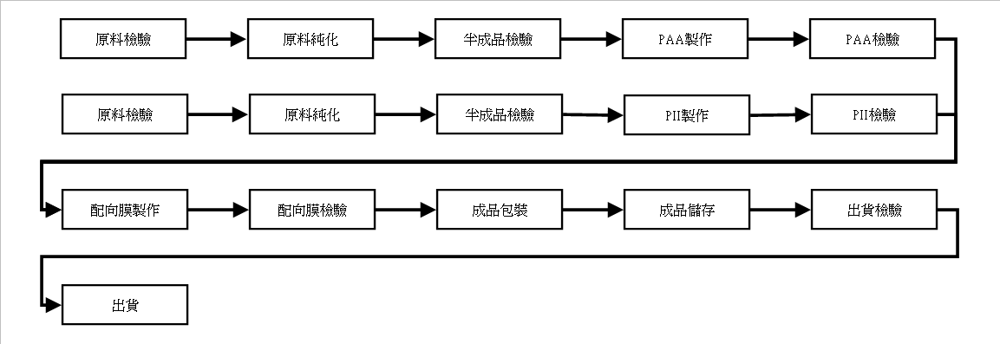 原料檢驗
原料純化
半成品檢驗
PAA製作
PAA檢驗
原料檢驗
原料純化
半成品檢驗
PII製作
PII檢驗
配向膜製作
配向膜檢驗
成品包裝
成品儲存
出貨檢驗
出貨